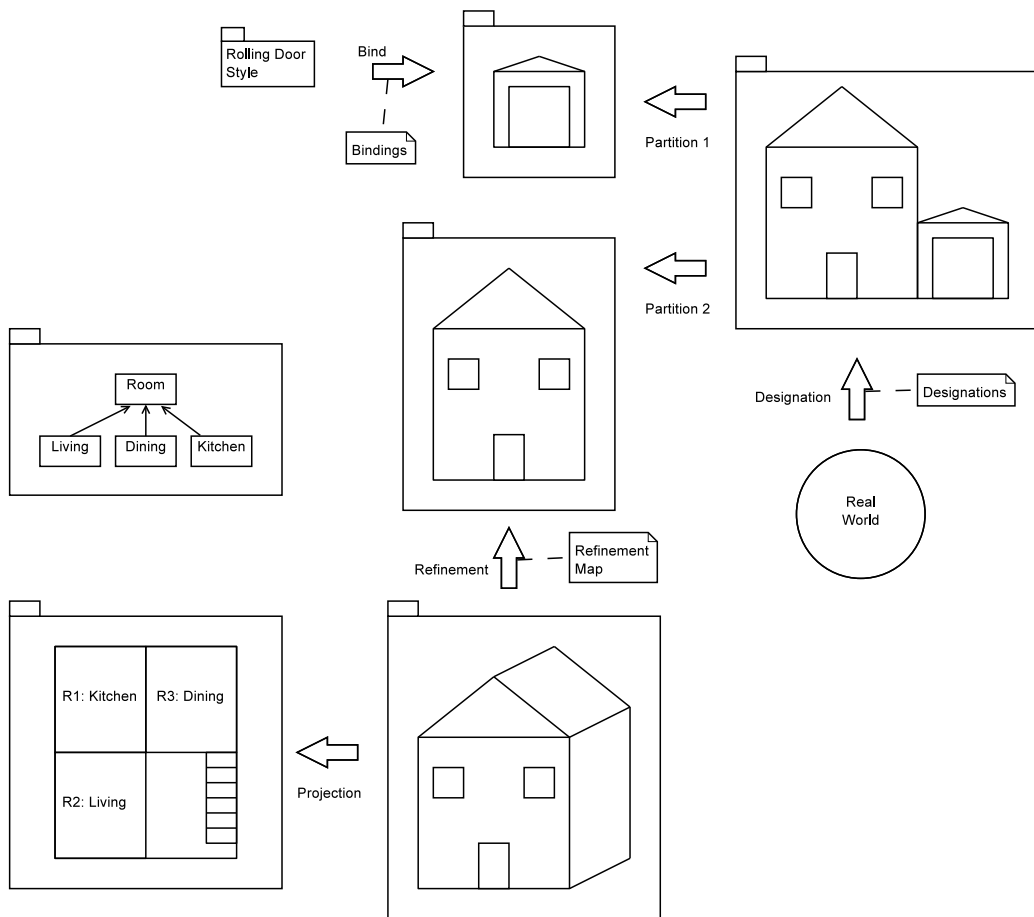 Rolling Door
Style
Bind
Bindings
Partition 1
Partition 2
Room
Living
Dining
Kitchen
Designation
Designations
Real
World
Refinement
Refinement
Map
R1: Kitchen
R3: Dining
R2: Living
Projection